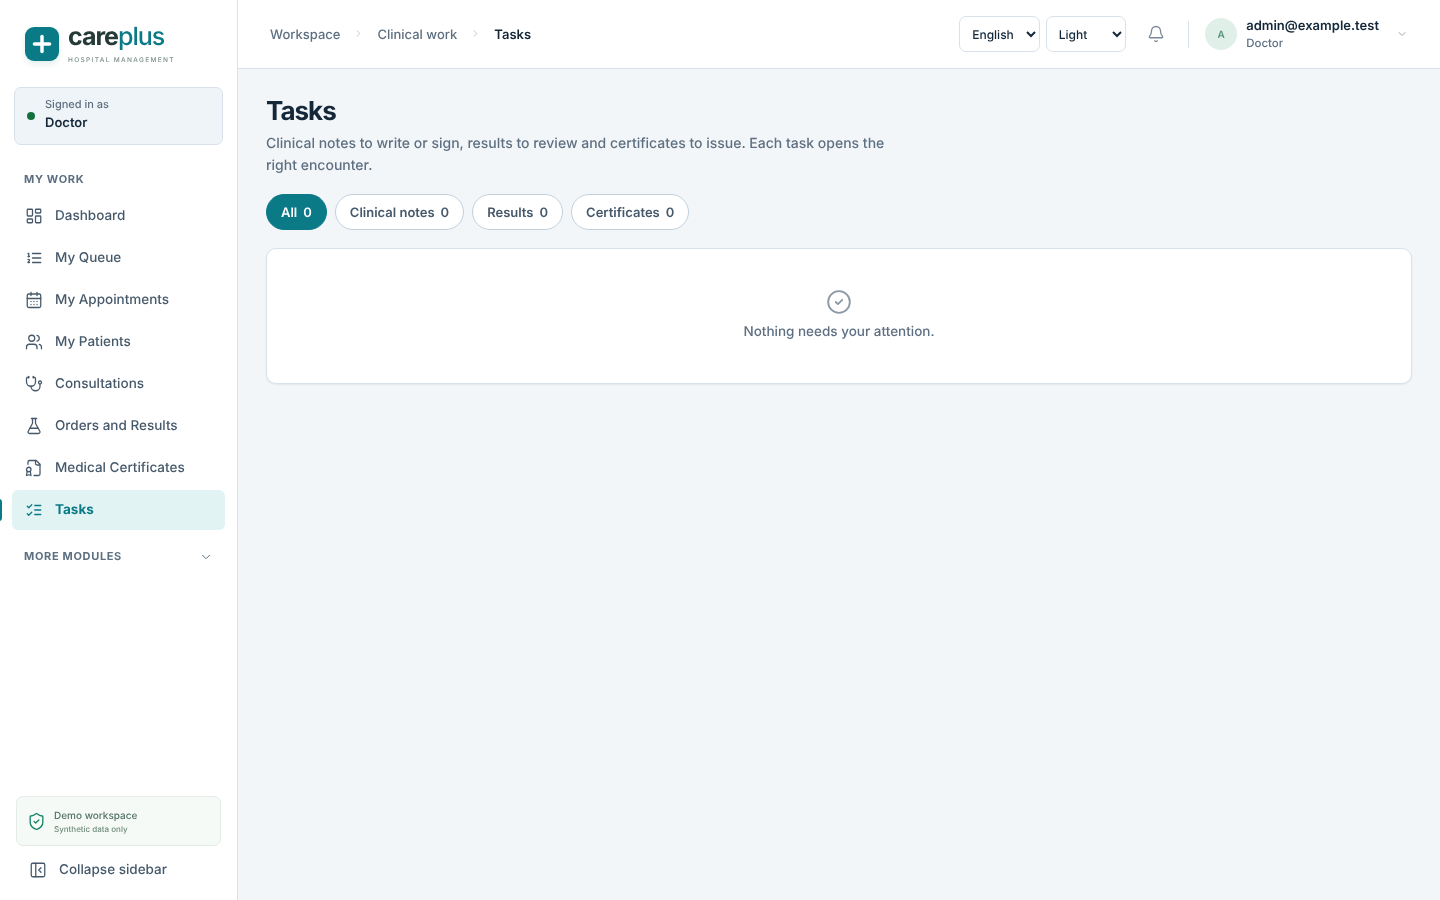 careplus
HOSPITAL MANAGEMENT
Signed in as
Doctor
MY WORK
Dashboard
My Queue
My Appointments
My Patients
Consultations
Orders and Results
Medical Certificates
Tasks
MORE MODULES
Demo workspace
Synthetic data only
Collapse sidebar
Workspace > Clinical work > Tasks
English
Light
A
admin@example.test
Doctor
Tasks
Clinical notes to write or sign, results to review and certificates to issue. Each task opens the
right encounter.
All 0
Clinical notes 0
Results 0
Certificates 0
Nothing needs your attention.